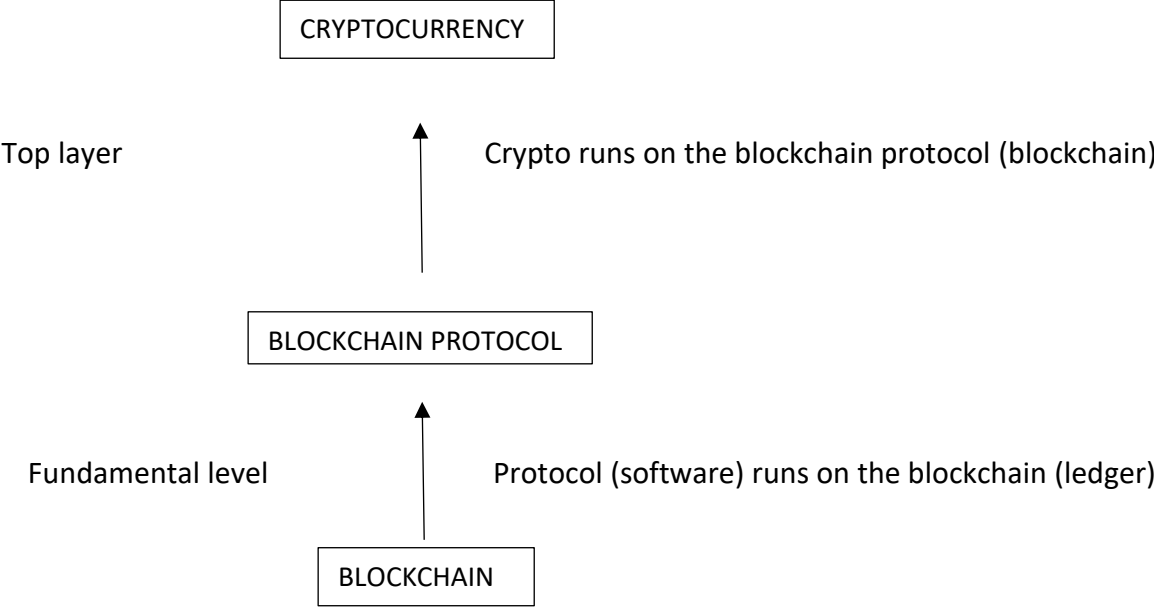 CRYPTOCURRENCY
Top layer
Crypto runs on the blockchain protocol (blockchain)
BLOCKCHAIN PROTOCOL
Fundamental level
Protocol (software) runs on the blockchain (ledger)
BLOCKCHAIN